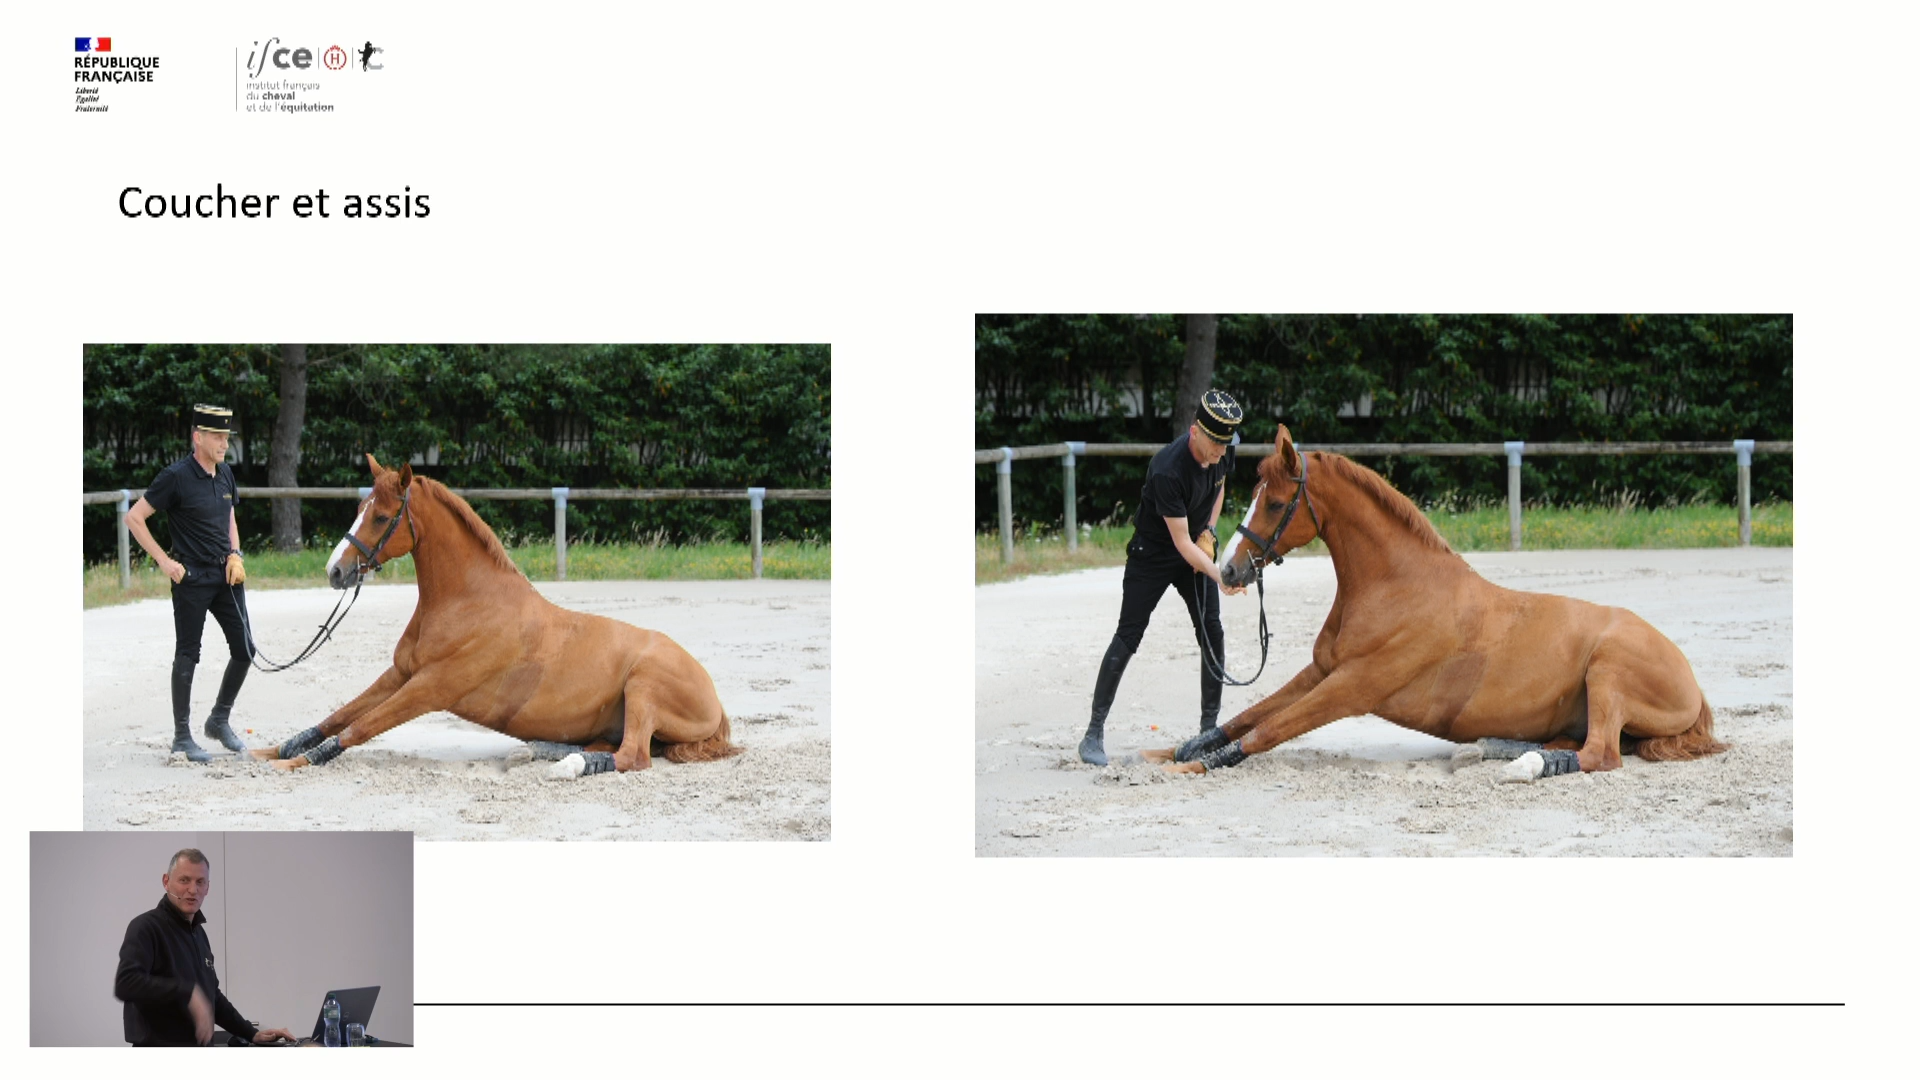 RÉPUBLIQUE
FRANÇAISE
Liberté
Égalité
Fraternité
ifce
H
institut français
du cheval
et de l'équitation
Coucher et assis